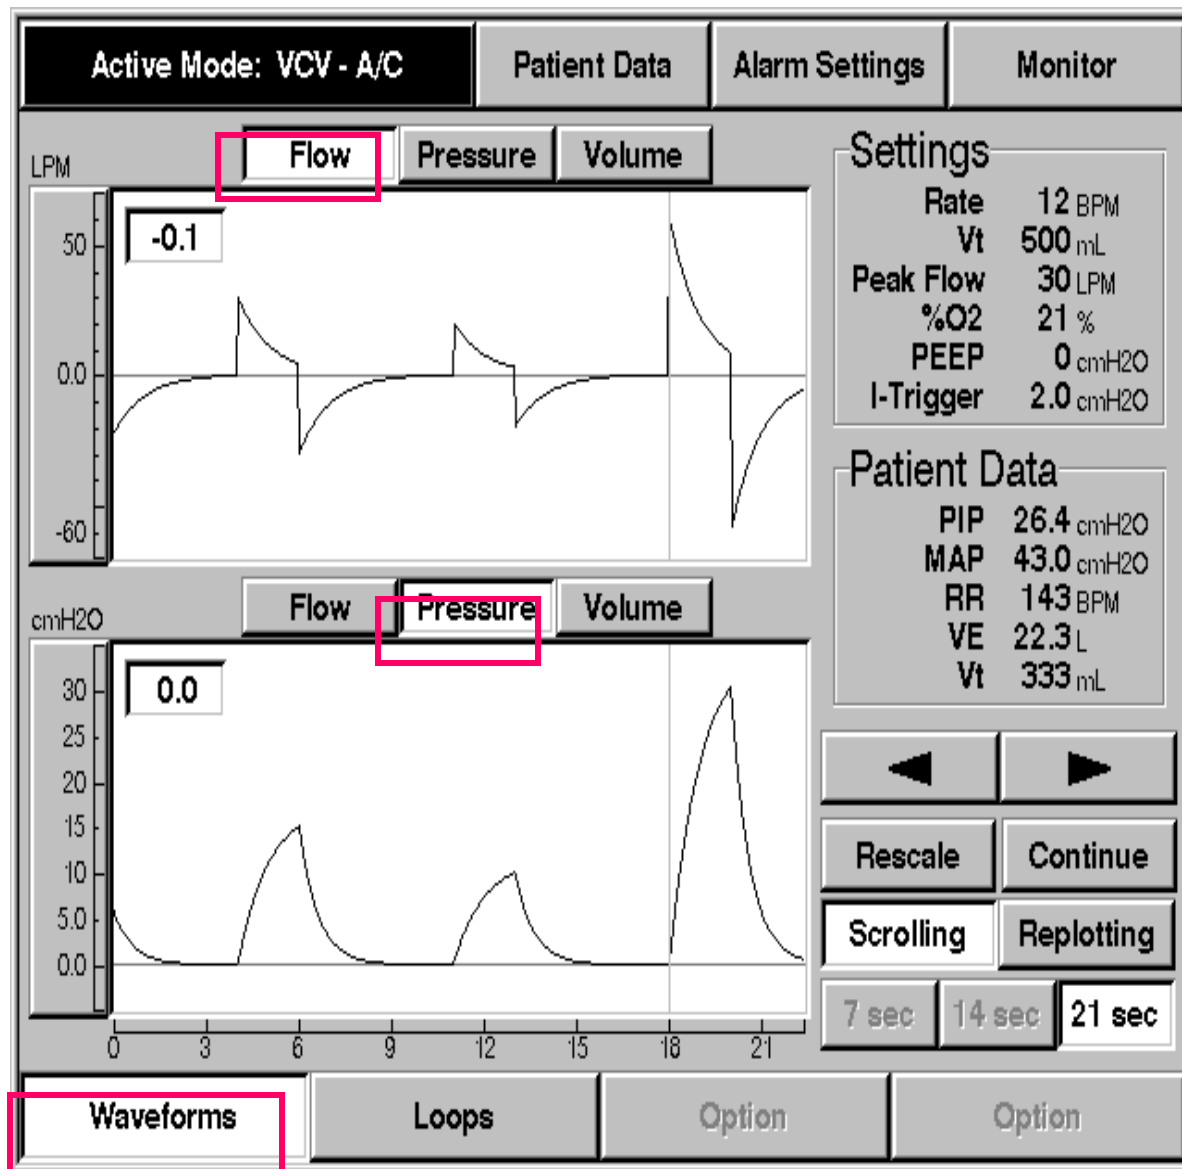 Active Mode: VCV - A/C Patient Data Alarm Settings Monitor
LPM Flow Pressure Volume
50
0.0
-60
-0.1
Settings
Rate 12 BPM
Vt 500 mL
Peak Flow 30 LPM
%O2 21 %
PEEP 0 cmH2O
I-Trigger 2.0 cmH2O
Patient Data
PIP 26.4 cmH2O
MAP 43.0 cmH2O
RR 143 BPM
VE 22.3 L
Vt 333 mL
cmH2O Flow Pressure Volume
30
25
20
15
10
5.0
0.0
0.0
0 3 6 9 12 15 18 21
Rescale Continue
Scrolling Replotting
7 sec 14 sec 21 sec
Waveforms Loops Option Option